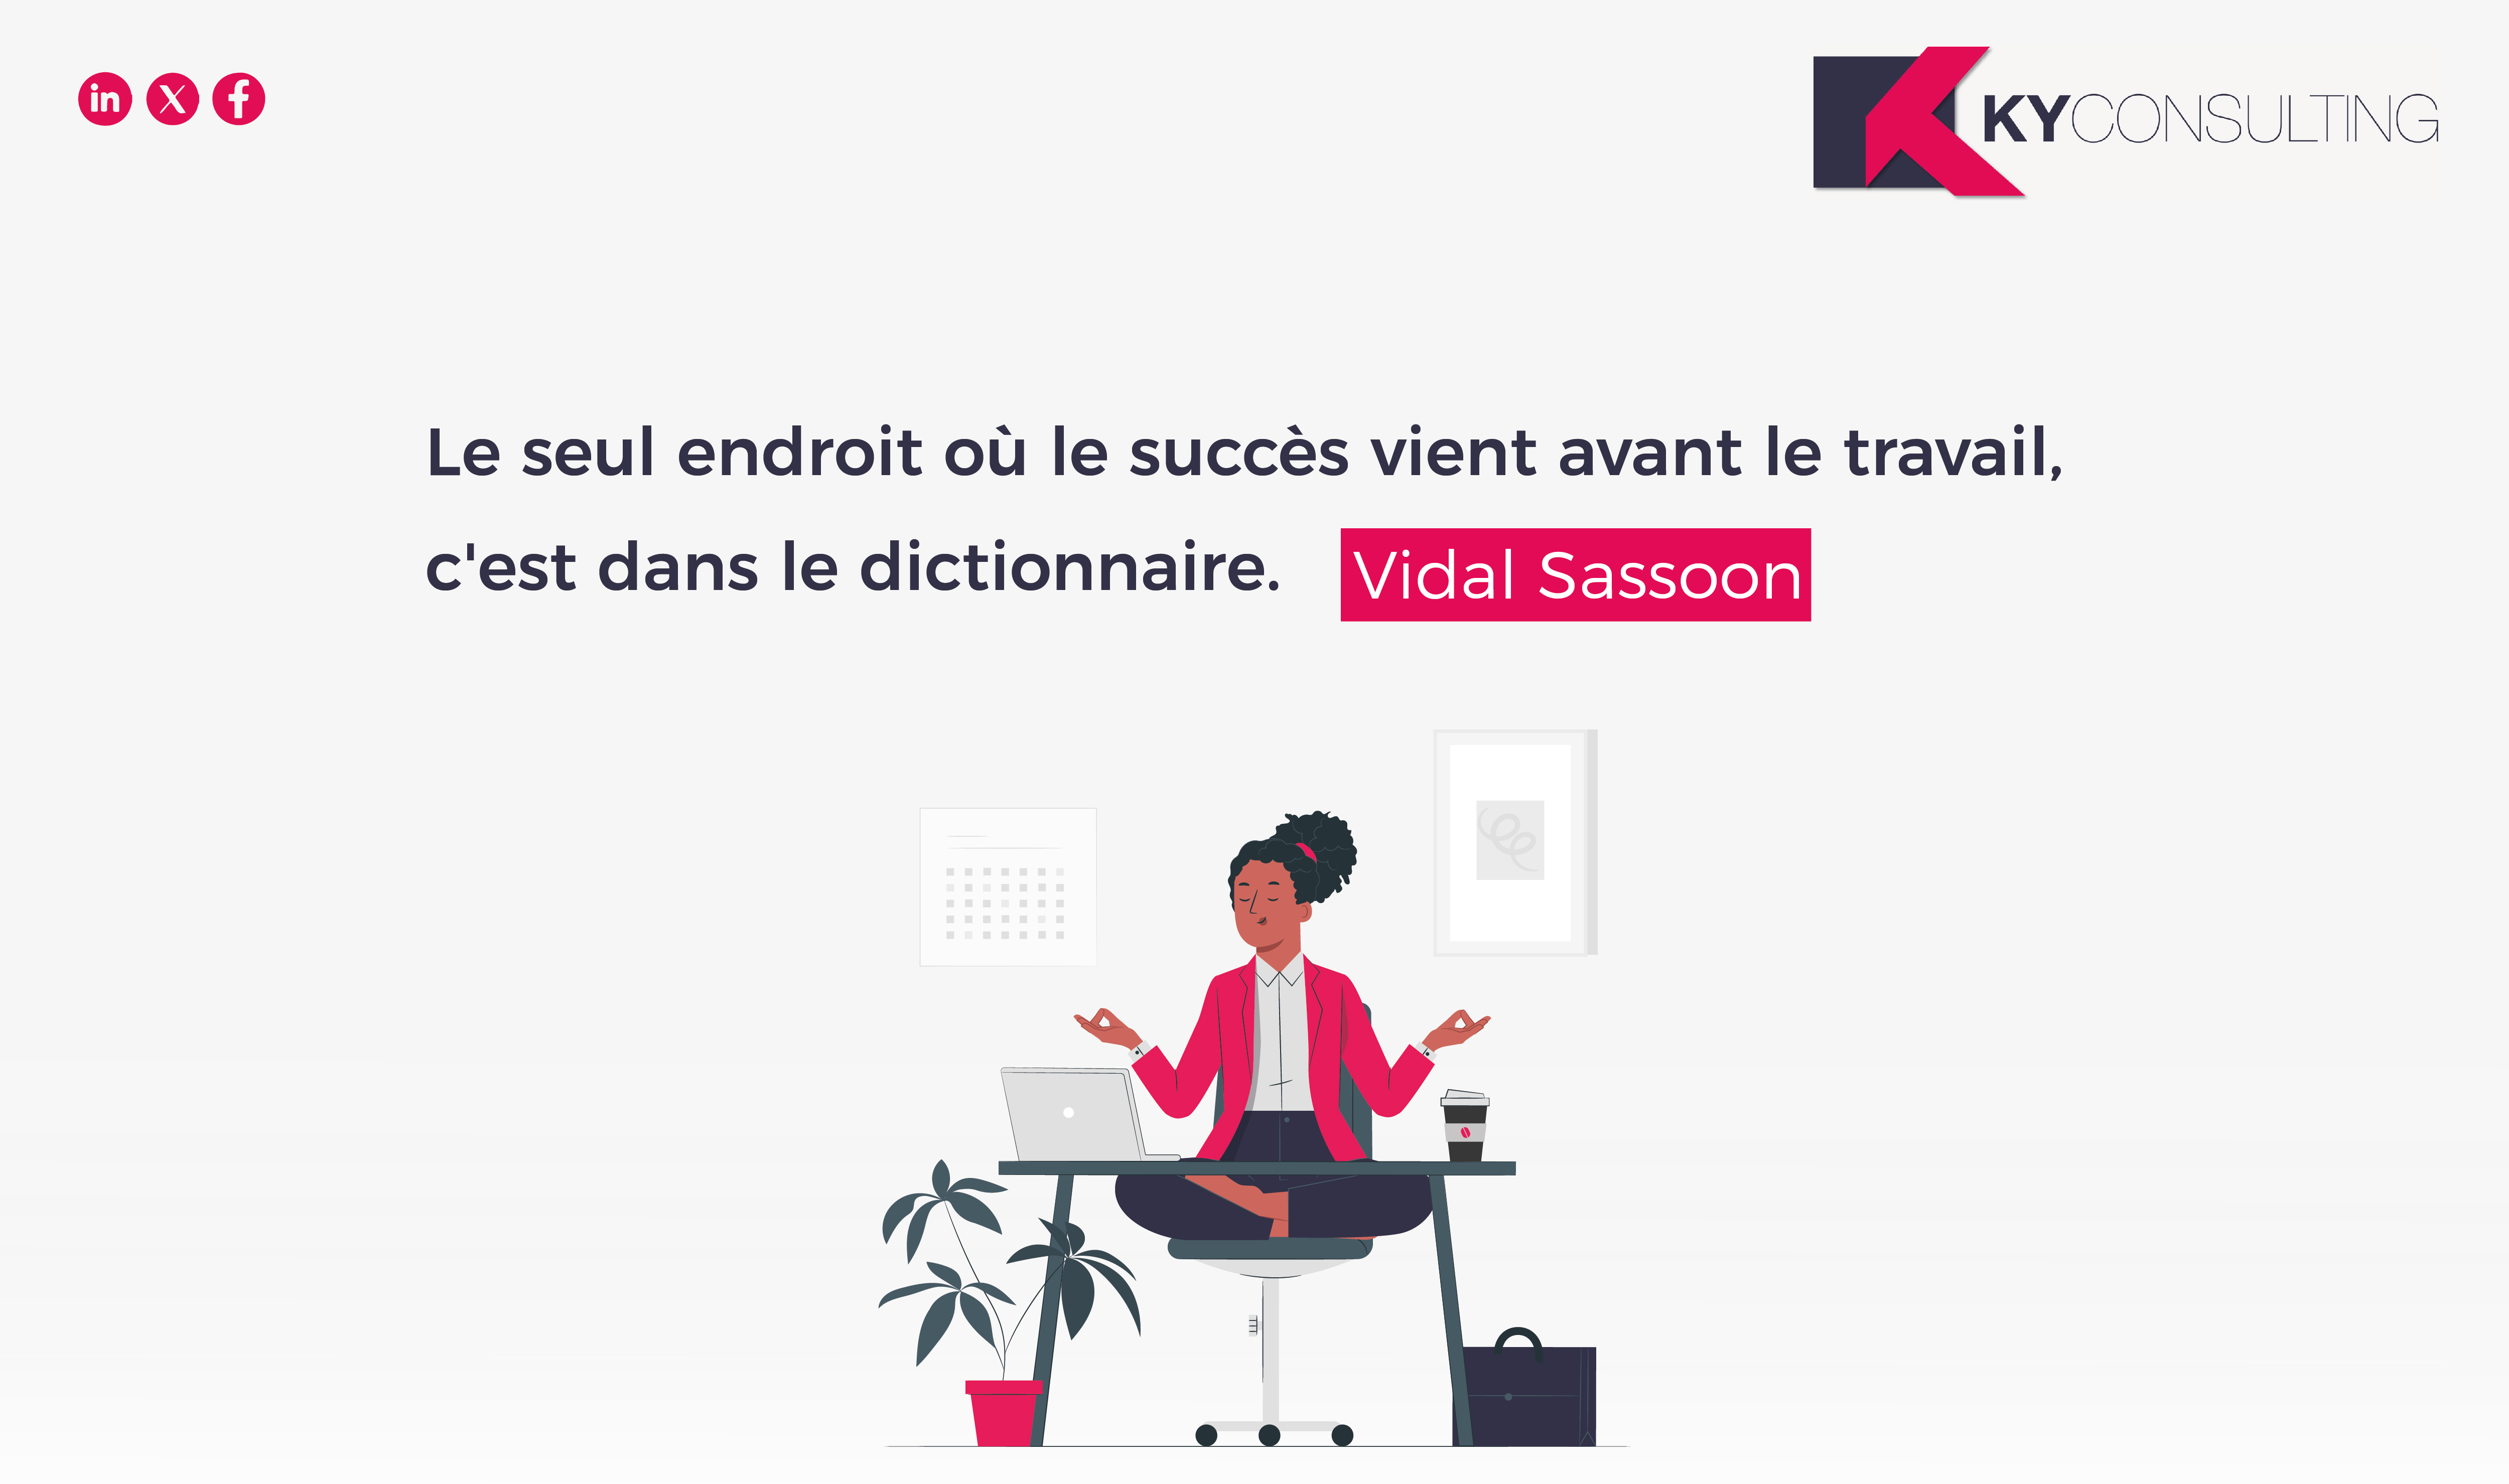 KYCONSULTING
Le seul endroit où le succès vient avant le travail,
c'est dans le dictionnaire. Vidal Sassoon